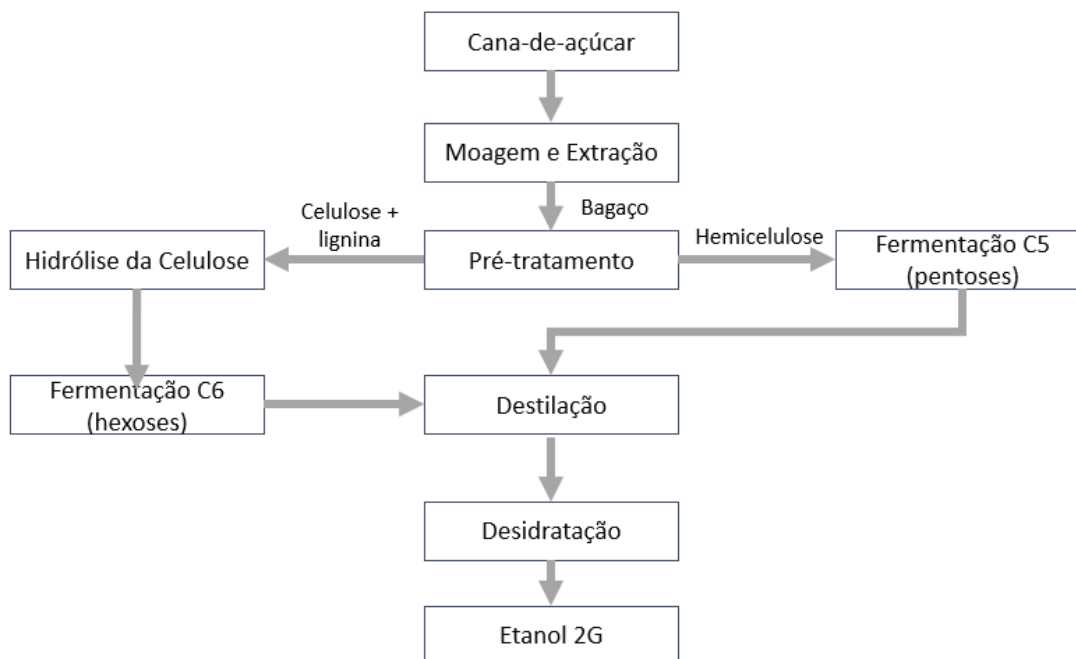 Cana-de-açúcar
Moagem e Extração
Bagaço
Celulose +
lignina
Hemicelulose
Hidrólise da Celulose
Pré-tratamento
Fermentação C5
(pentoses)
Fermentação C6
(hexoses)
Destilação
Desidratação
Etanol 2G